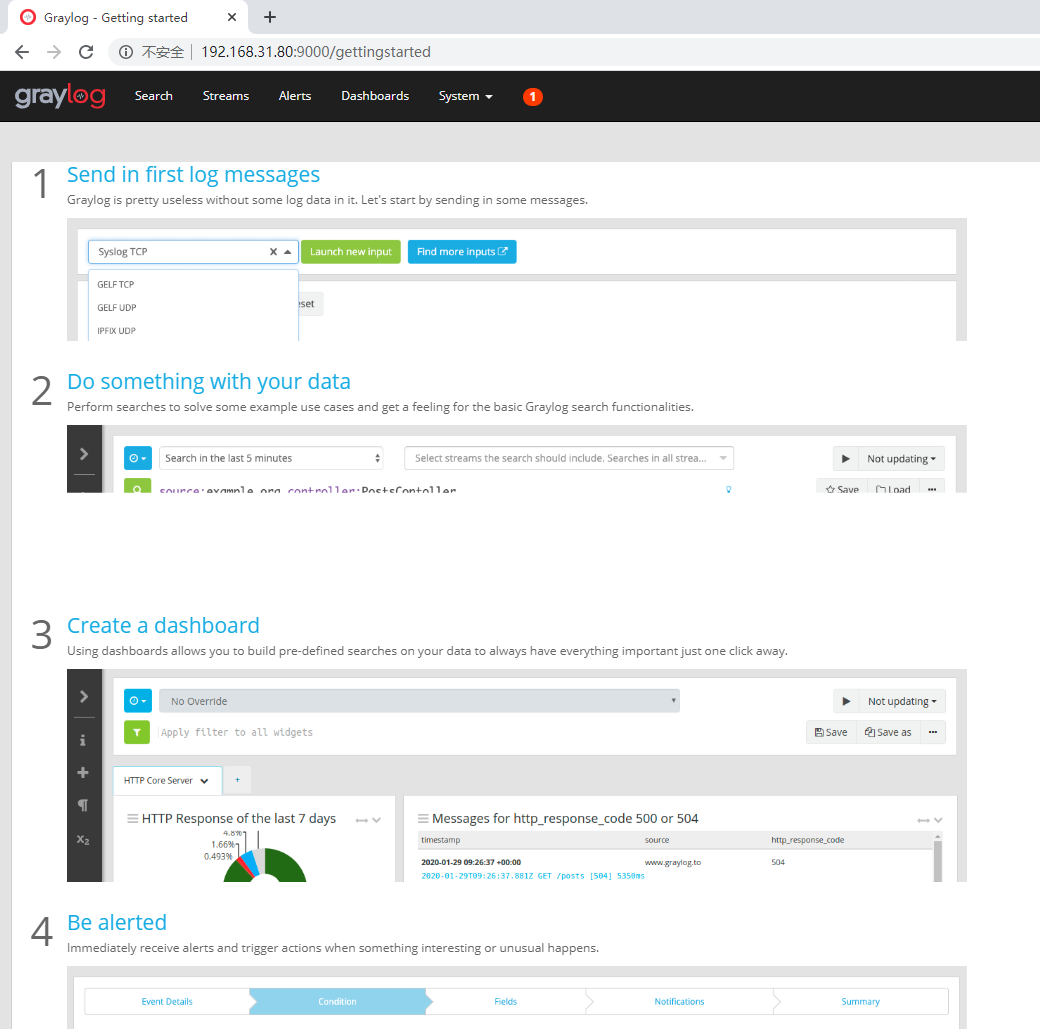 Graylog - Getting started
不安全 192.168.31.80:9000/gettingstarted
graylog Search Streams Alerts Dashboards System 1
1 Send in first log messages
Graylog is pretty useless without some log data in it. Let's start by sending in some messages.
Syslog TCP Launch new input Find more inputs
GELF TCP
eset
GELF UDP
IPFIX UDP
2 Do something with your data
Perform searches to solve some example use cases and get a feeling for the basic Graylog search functionalities.
Search in the last 5 minutes Select streams the search should include. Searches in all strea... Not updating
source:example.org controller:PostsContoller Save Load
3 Create a dashboard
Using dashboards allows you to build pre-defined searches on your data to always have everything important just one click away.
No Override Not updating
Apply filter to all widgets Save Save as
HTTP Core Server +
HTTP Response of the last 7 days Messages for http_response_code 500 or 504
4.8%
1.66%
0.493%
timestamp source http_response_code
2020-01-29 09:26:37 +00:00 www.graylog.to 504
2020-01-29T09:26:37.881Z GET /posts [504] 5350ms
4 Be alerted
Immediately receive alerts and trigger actions when something interesting or unusual happens.
Event Details Condition Fields Notifications Summary